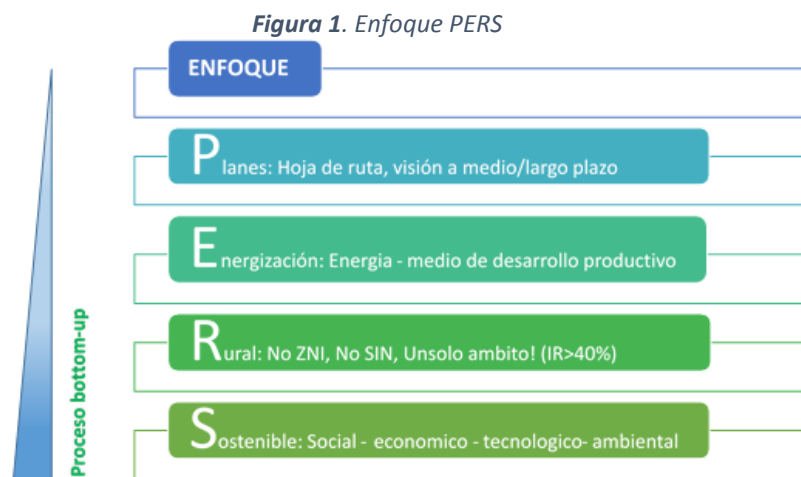 Figura 1. Enfoque PERS
ENFOQUE
Planes: Hoja de ruta, visión a medio/largo plazo
Energización: Energia - medio de desarrollo productivo
Rural: No ZNI, No SIN, Unsolo ambito! (IR>40%)
Sostenible: Social - economico - tecnologico- ambiental
Proceso bottom-up